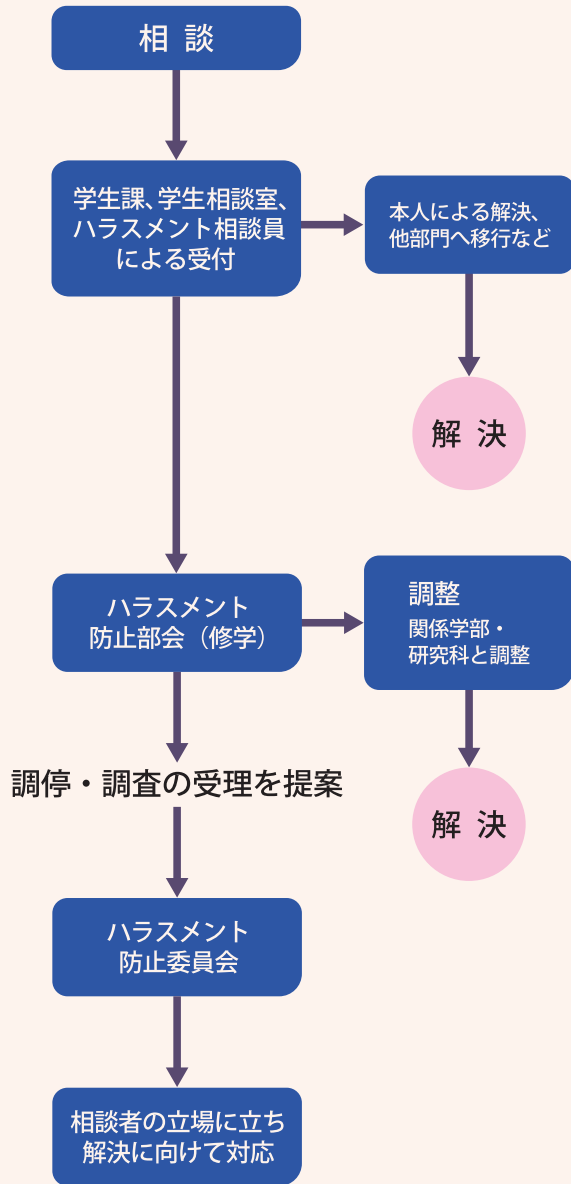 相 談
学生課、学生相談室、
ハラスメント相談員
による受付
本人による解決、
他部門へ移行など
解 決
ハラスメント
防止部会（修学）
調整
関係学部・
研究科と調整
解 決
調停・調査の受理を提案
ハラスメント
防止委員会
相談者の立場に立ち
解決に向けて対応